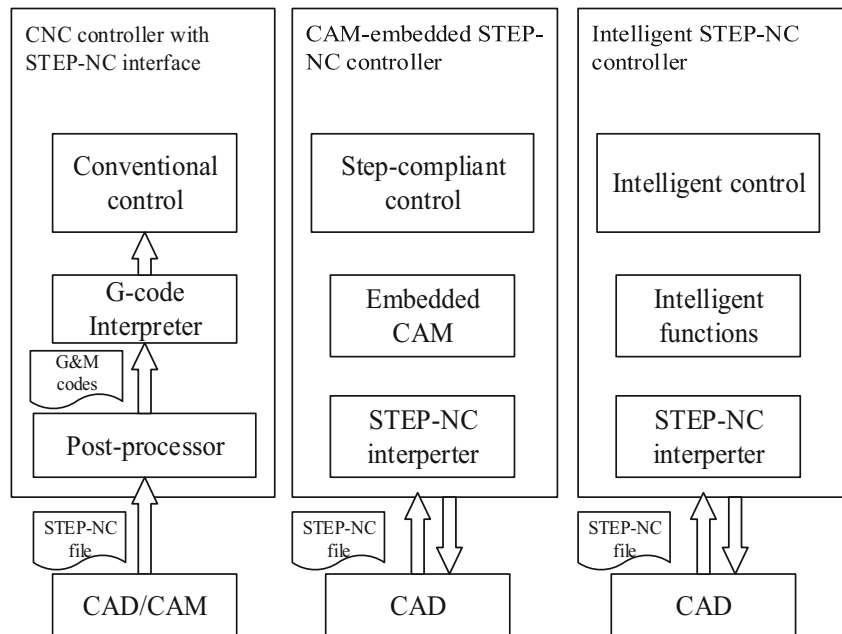 CNC controller with
STEP-NC interface
Conventional
control
G-code
Interpreter
G&M
codes
Post-processor
STEP-NC
file
CAD/CAM
CAM-embedded STEP-
NC controller
Step-compliant
control
Embedded
CAM
STEP-NC
interperter
STEP-NC
file
CAD
Intelligent STEP-NC
controller
Intelligent control
Intelligent
functions
STEP-NC
interperter
STEP-NC
file
CAD